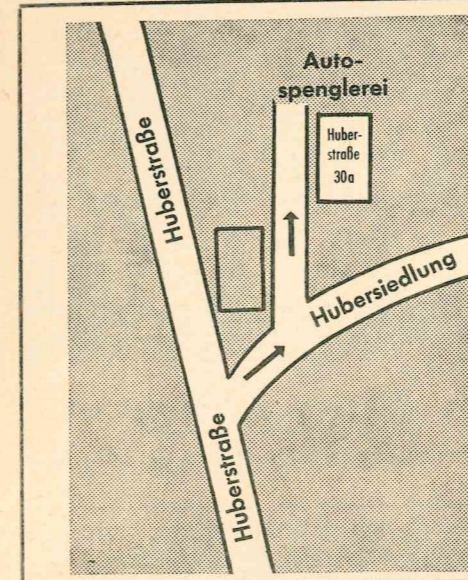 Auto-
spenglerei
Huber-
straße
30a
Huberstraße
Hubersiedlung
Huberstraße